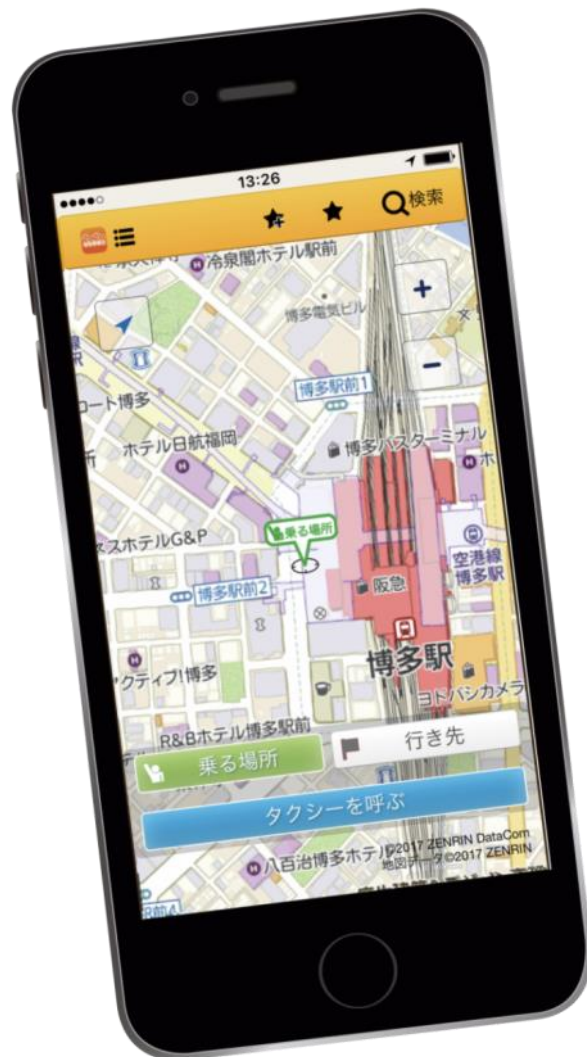 13:26
検索
冷泉閣ホテル駅前
博多電気ビル
博多駅前1
コート博多
ホテル日航福岡
博多バスターミナル
ホ
乗る場所
ネスホテルG&P
空港線
博多駅
博多駅前2
阪急
博多駅
クティブ!博多
ヨドバシカメラ
R&Bホテル博多駅前
乗る場所
行き先
タクシーを呼ぶ
©2017 ZENRIN DataCom
地図データ©2017 ZENRIN
八百治博多ホテル
駅前4